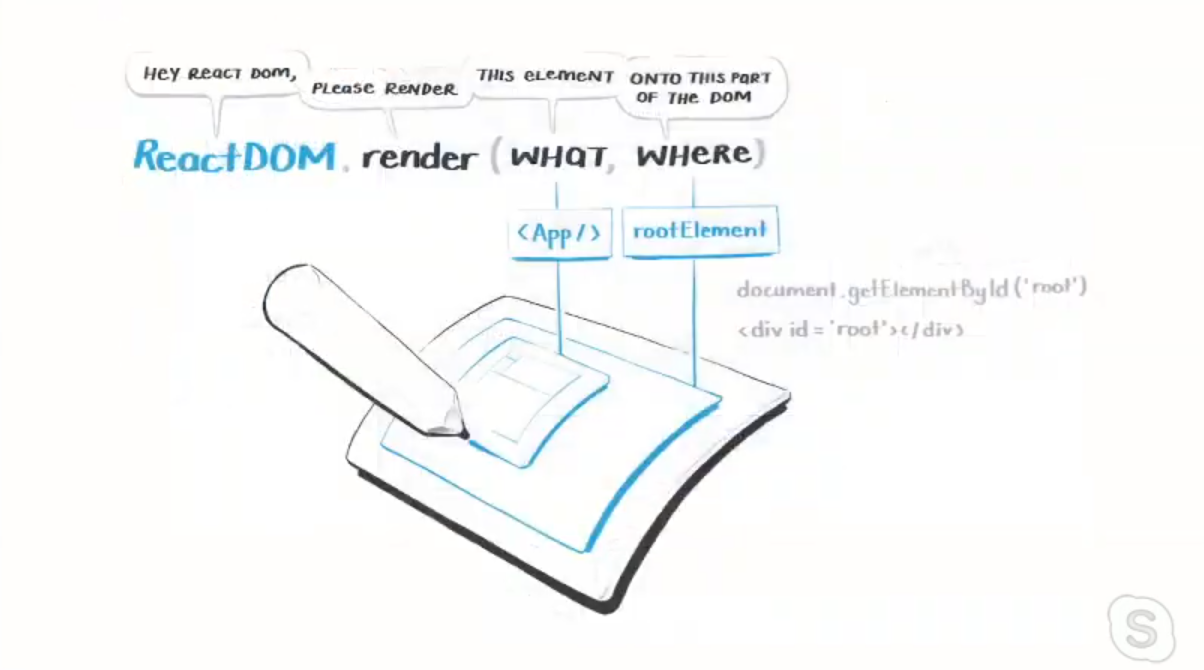 HEY REACT DOM,
PLEASE RENDER
THIS ELEMENT
ONTO THIS PART
OF THE DOM
ReactDOM.render(WHAT, WHERE)
<App/>
rootElement
document.getElementById('root')
<div id='root'></div>
S